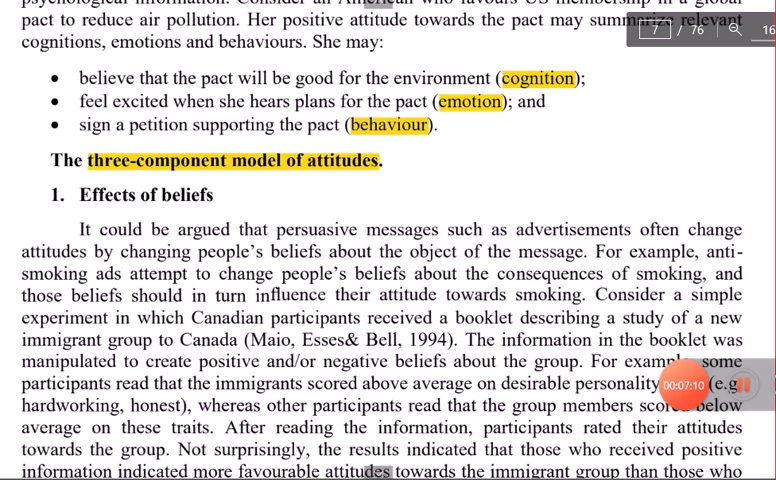 pact to reduce air pollution. Her positive attitude towards the pact may summarize relevant
cognitions, emotions and behaviours. She may:
7 / 76
16
• believe that the pact will be good for the environment (cognition);
• feel excited when she hears plans for the pact (emotion); and
• sign a petition supporting the pact (behaviour).
The three-component model of attitudes.
1. Effects of beliefs
It could be argued that persuasive messages such as advertisements often change
attitudes by changing people's beliefs about the object of the message. For example, anti-
smoking ads attempt to change people's beliefs about the consequences of smoking, and
those beliefs should in turn influence their attitude towards smoking. Consider a simple
experiment in which Canadian participants received a booklet describing a study of a new
immigrant group to Canada (Maio, Esses& Bell, 1994). The information in the booklet was
manipulated to create positive and/or negative beliefs about the group. For example, some
participants read that the immigrants scored above average on desirable personality (e.g
00:07:10
hardworking, honest), whereas other participants read that the group members scored below
average on these traits. After reading the information, participants rated their attitudes
towards the group. Not surprisingly, the results indicated that those who received positive
information indicated more favourable attitudes towards the immigrant group than those who